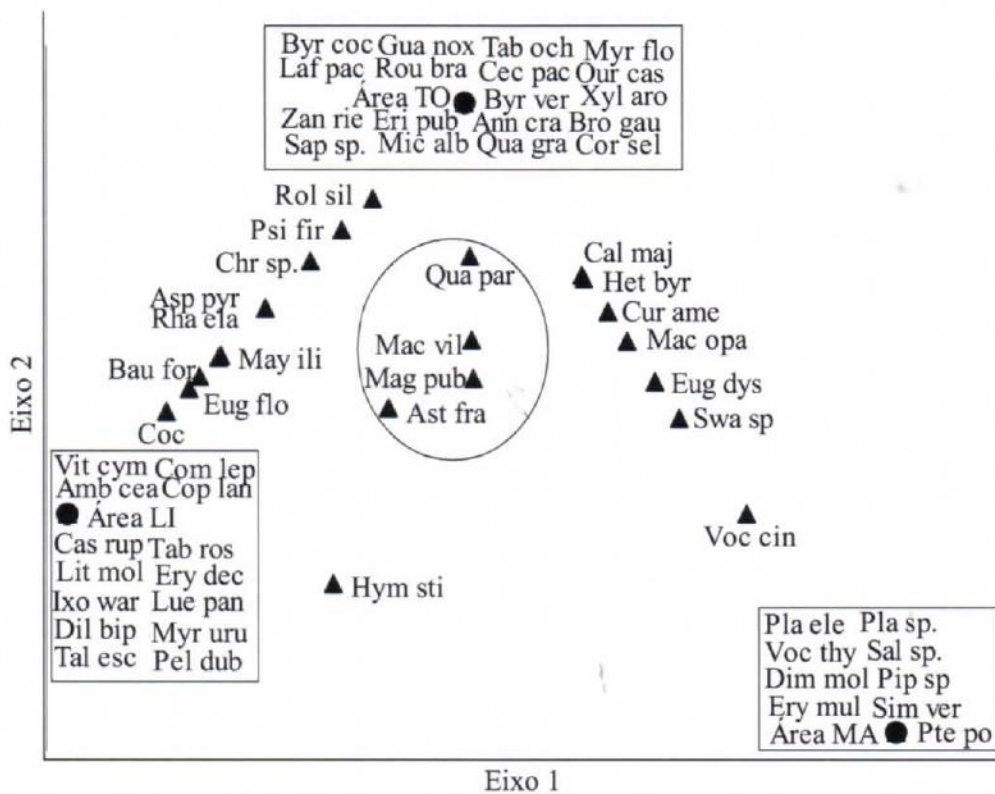 Byr coc Gua nox Tab och Myr flo
Laf pac Rou bra Cec pac Our cas
Área TO Byr ver Xyl aro
Zan rie Eri pub Ann cra Bro gau
Sap sp. Mic alb Qua gra Cor sel
Rol sil
Psi fir
Chr sp.
Asp pyr
Rha ela
May ili
Bau for
Eug flo
Coc
Qua par
Mac vil
Mag pub
Ast fra
Cal maj
Het byr
Cur ame
Mac opa
Eug dys
Swa sp
Voc cin
Hym sti
Vit cym Com lep
Amb cea Cop lan
Área LI
Cas rup Tab ros
Lit mol Ery dec
Ixo war Lue pan
Dil bip Myr uru
Tal esc Pel dub
Pla ele Pla sp.
Voc thy Sal sp.
Dim mol Pip sp
Ery mul Sim ver
Área MA Pte po
Eixo 2
Eixo 1